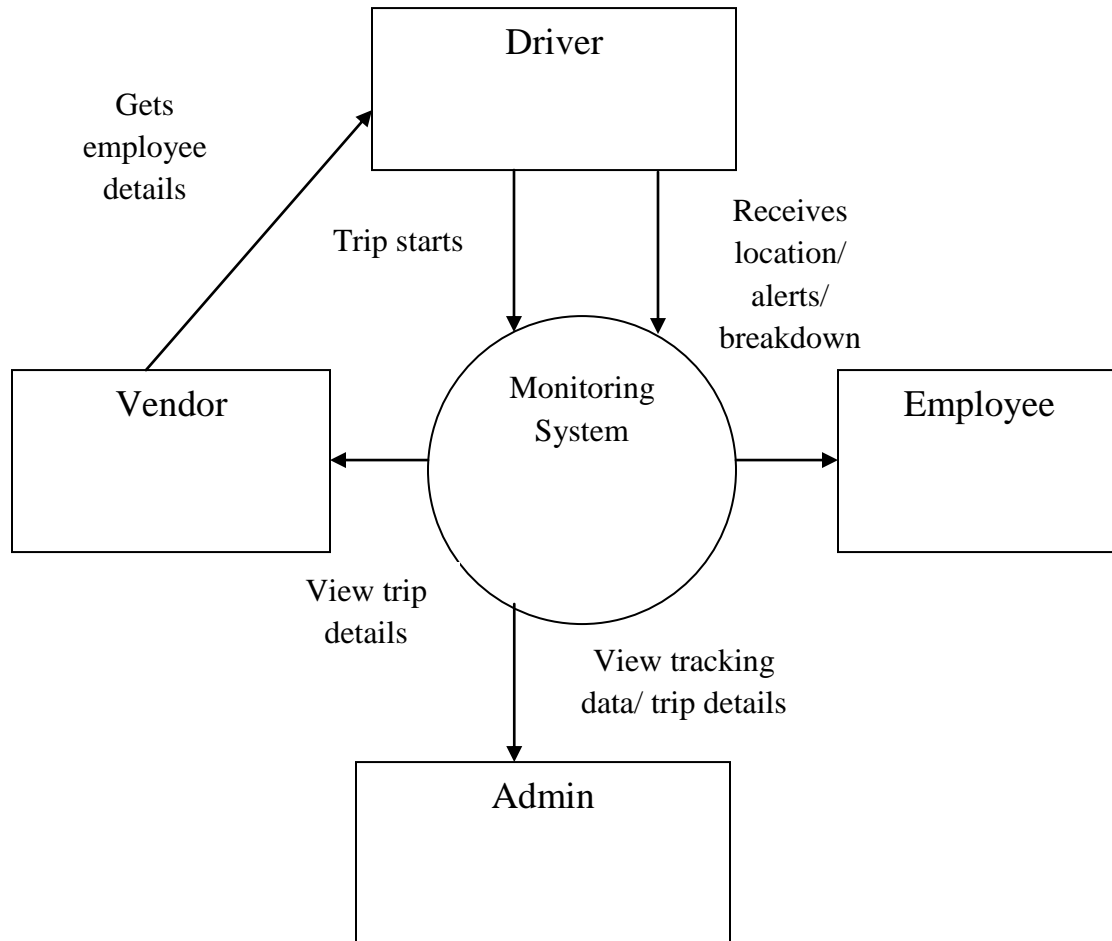 Driver
Gets
employee
details
Trip starts
Receives
location/
alerts/
breakdown
Vendor
Monitoring
System
Employee
View trip
details
View tracking
data/ trip details
Admin